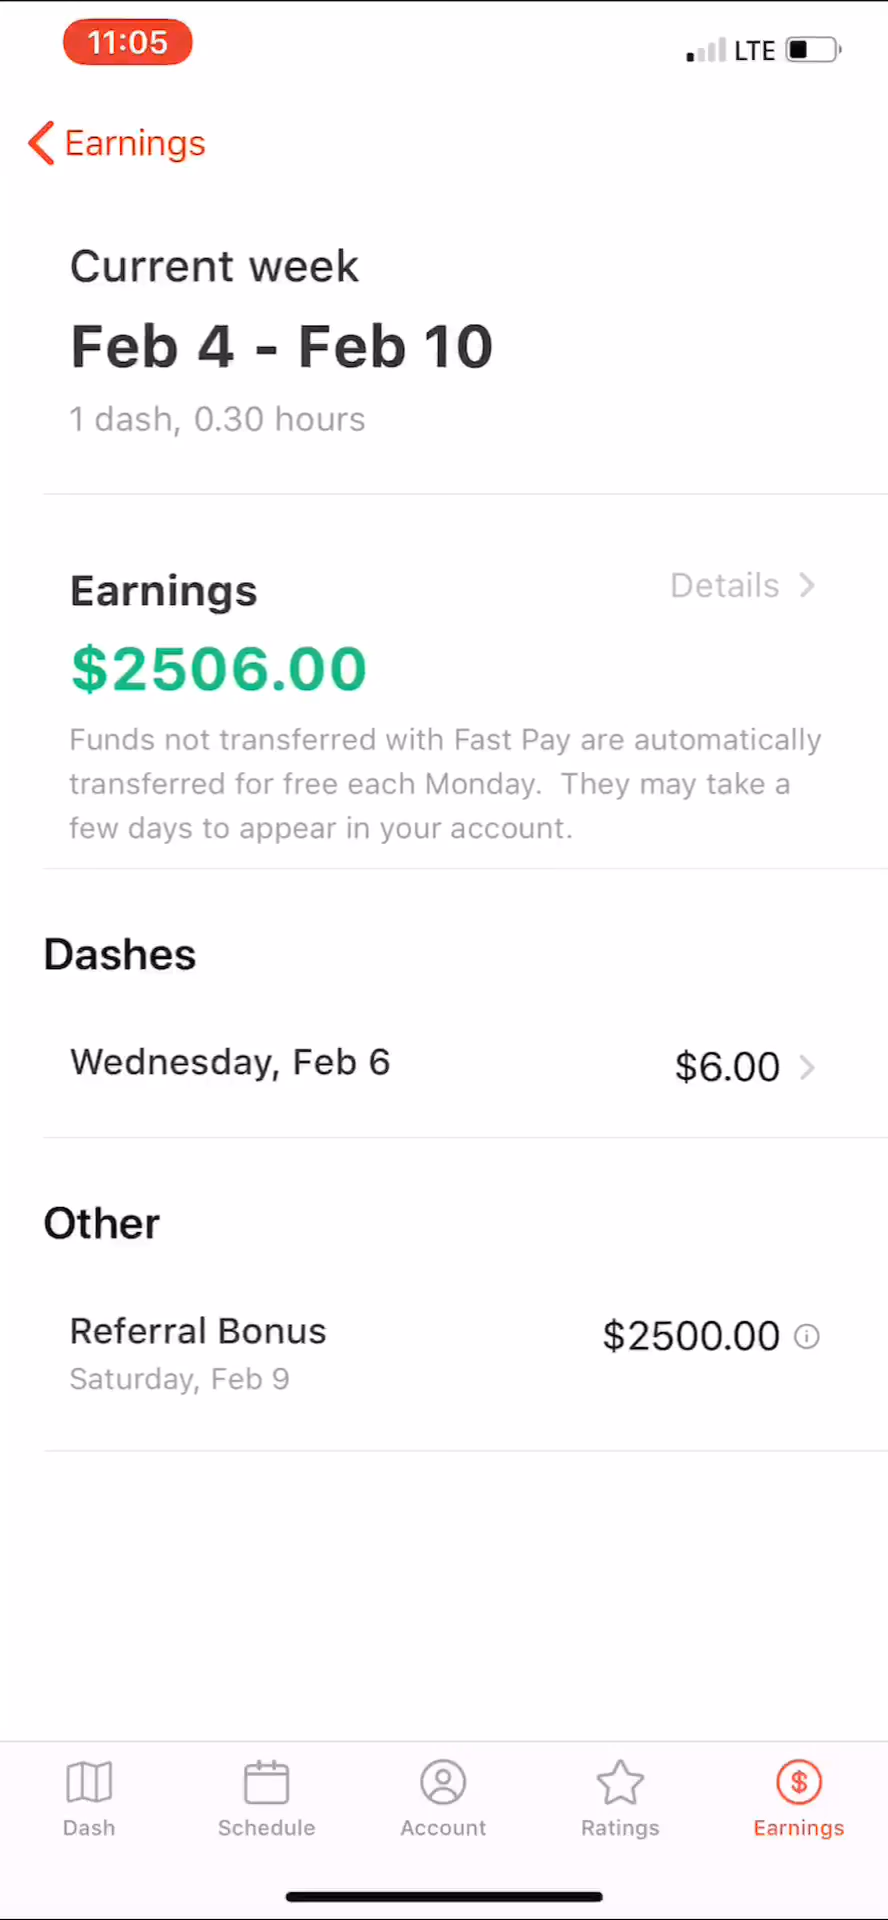 11:05
LTE
Earnings
Current week
Feb 4 - Feb 10
1 dash, 0.30 hours
Earnings
Details
$2506.00
Funds not transferred with Fast Pay are automatically
transferred for free each Monday.  They may take a
few days to appear in your account.
Dashes
Wednesday, Feb 6
$6.00
Other
Referral Bonus
$2500.00
Saturday, Feb 9
Dash
Schedule
Account
Ratings
Earnings